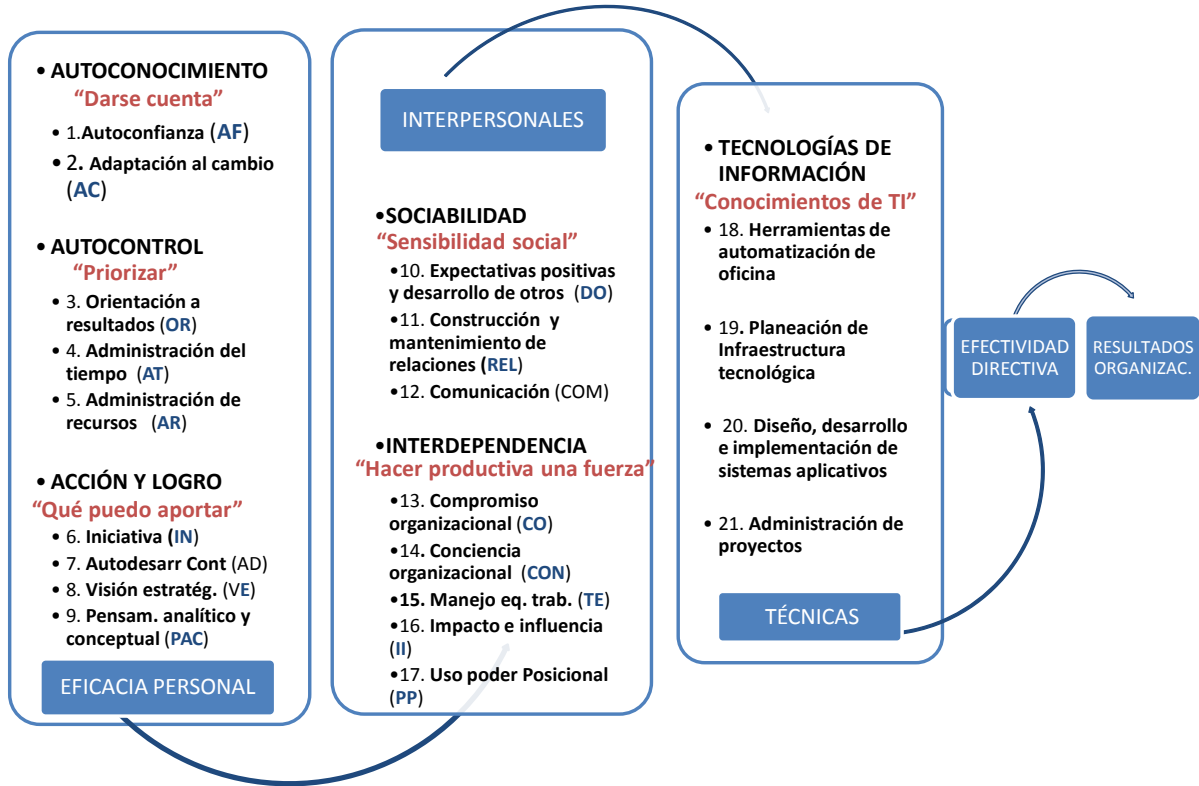 • AUTOCONOCIMIENTO
“Darse cuenta”
• 1.Autoconfianza (AF)
• 2. Adaptación al cambio
(AC)
• AUTOCONTROL
“Priorizar”
• 3. Orientación a
resultados (OR)
• 4. Administración del
tiempo (AT)
• 5. Administración de
recursos (AR)
• ACCIÓN Y LOGRO
“Qué puedo aportar”
• 6. Iniciativa (IN)
• 7. Autodesarr Cont (AD)
• 8. Visión estratég. (VE)
• 9. Pensam. analítico y
conceptual (PAC)
EFICACIA PERSONAL
INTERPERSONALES
•SOCIABILIDAD
“Sensibilidad social”
•10. Expectativas positivas
y desarrollo de otros (DO)
•11. Construcción y
mantenimiento de
relaciones (REL)
•12. Comunicación (COM)
•INTERDEPENDENCIA
“Hacer productiva una fuerza”
•13. Compromiso
organizacional (CO)
•14. Conciencia
organizacional (CON)
•15. Manejo eq. trab. (TE)
•16. Impacto e influencia
(II)
•17. Uso poder Posicional
(PP)
• TECNOLOGÍAS DE
INFORMACIÓN
“Conocimientos de TI”
• 18. Herramientas de
automatización de
oficina
• 19. Planeación de
Infraestructura
tecnológica
• 20. Diseño, desarrollo
e implementación de
sistemas aplicativos
• 21. Administración de
proyectos
TÉCNICAS
EFECTIVIDAD
DIRECTIVA
RESULTADOS
ORGANIZAC.